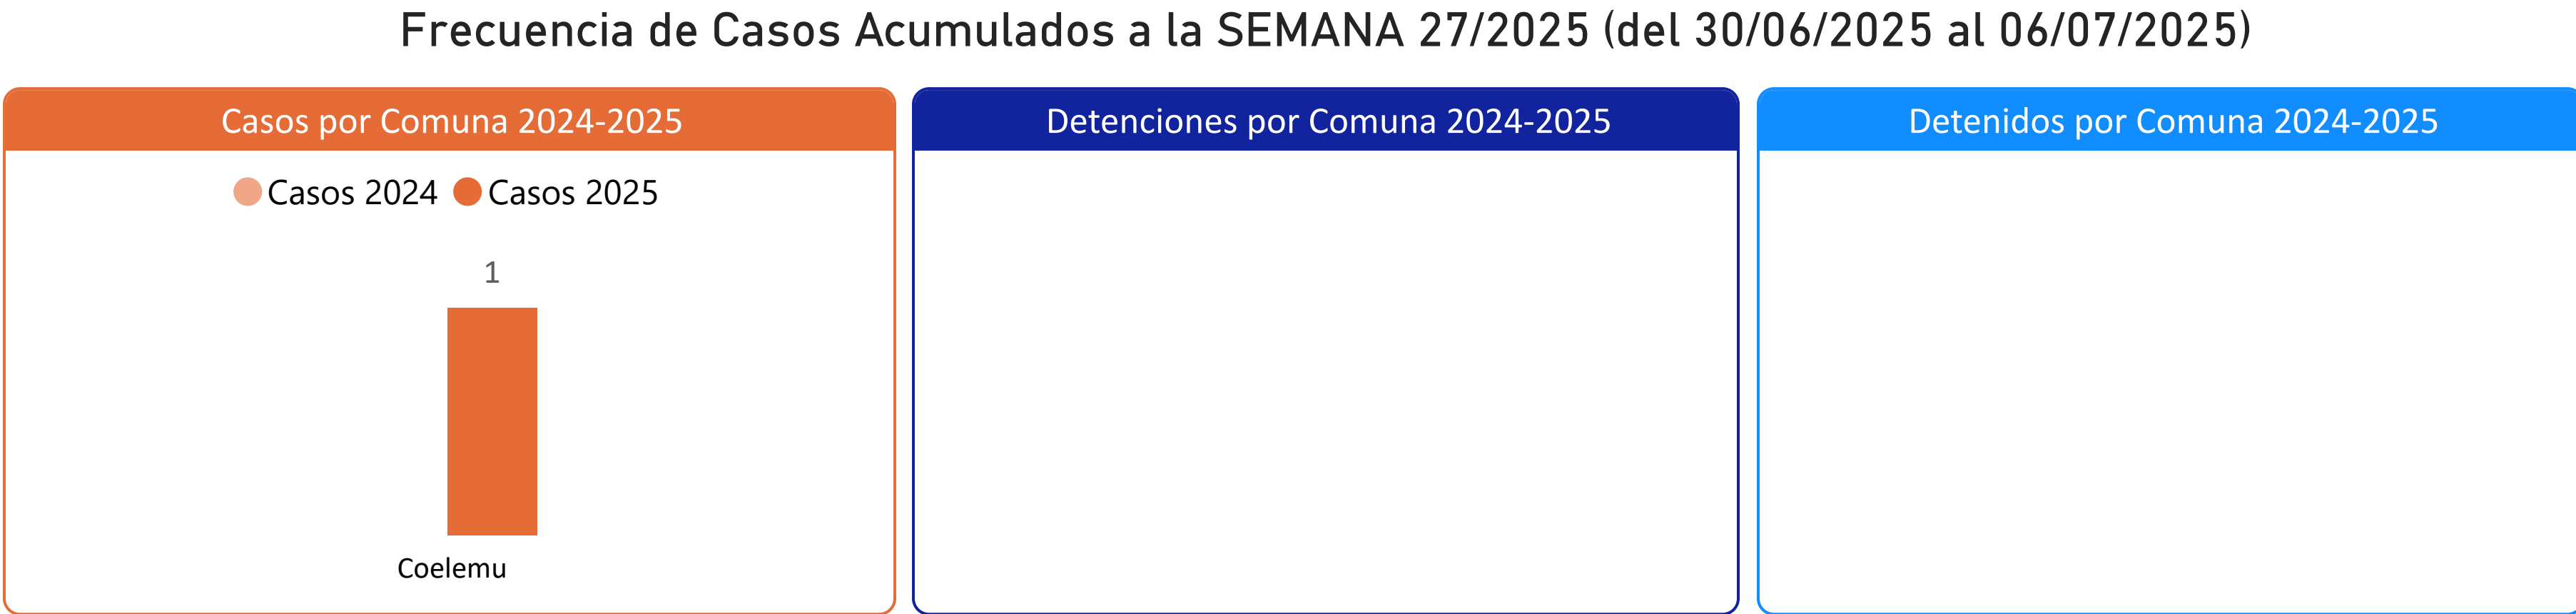 Frecuencia de Casos Acumulados a la SEMANA 27/2025 (del 30/06/2025 al 06/07/2025)
Casos por Comuna 2024-2025
Casos 2024 Casos 2025
1
Coelemu
Detenciones por Comuna 2024-2025
Detenidos por Comuna 2024-2025